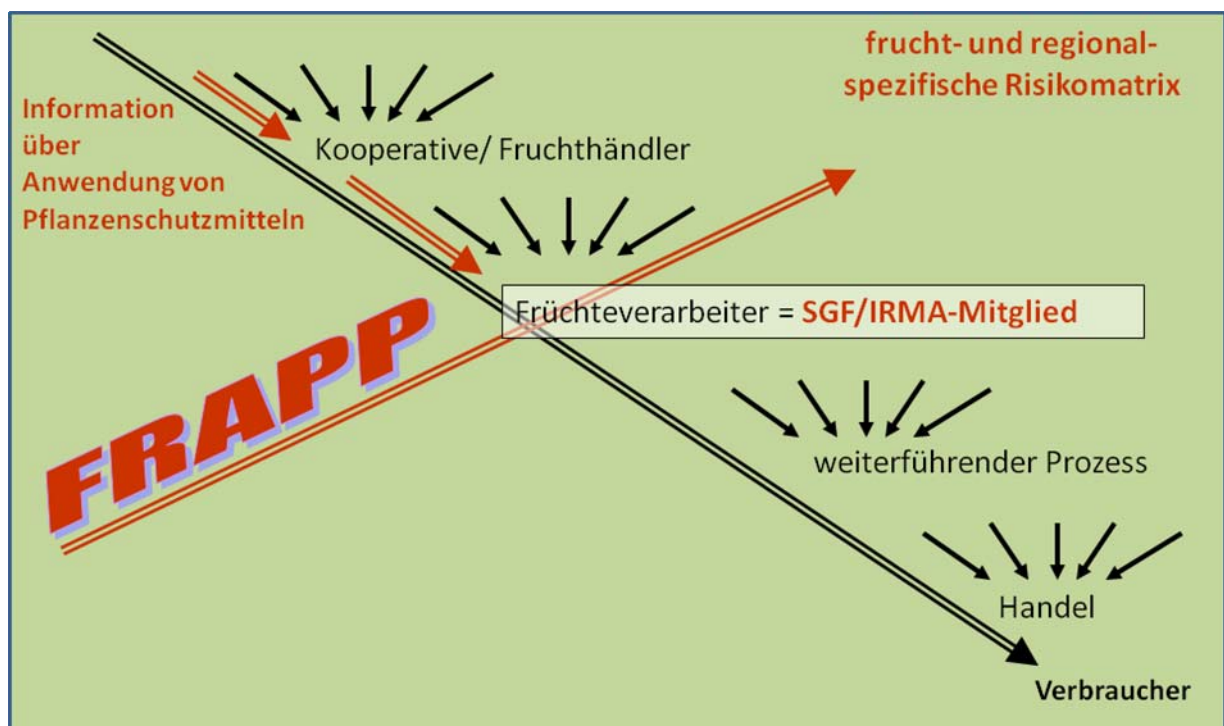 frucht- und regional-
spezifische Risikomatrix
Information
über
Anwendung von
Pflanzenschutzmitteln
Kooperative/ Fruchthändler
Früchteverarbeiter = SGF/IRMA-Mitglied
FRAPP
weiterführender Prozess
Handel
Verbraucher